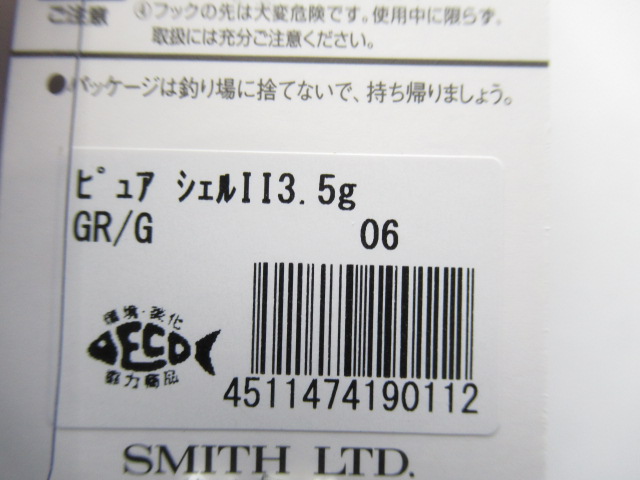 ご注意
④フックの先は大変危険です。使用中に限らず、
取扱には充分ご注意ください。
●パッケージは釣り場に捨てないで、持ち帰りましょう。
ﾋﾟｭｱ ｼｪﾙII3.5g
GR/G 06
環境・美化
ECO
協力商品
4511474190112
SMITH LTD.